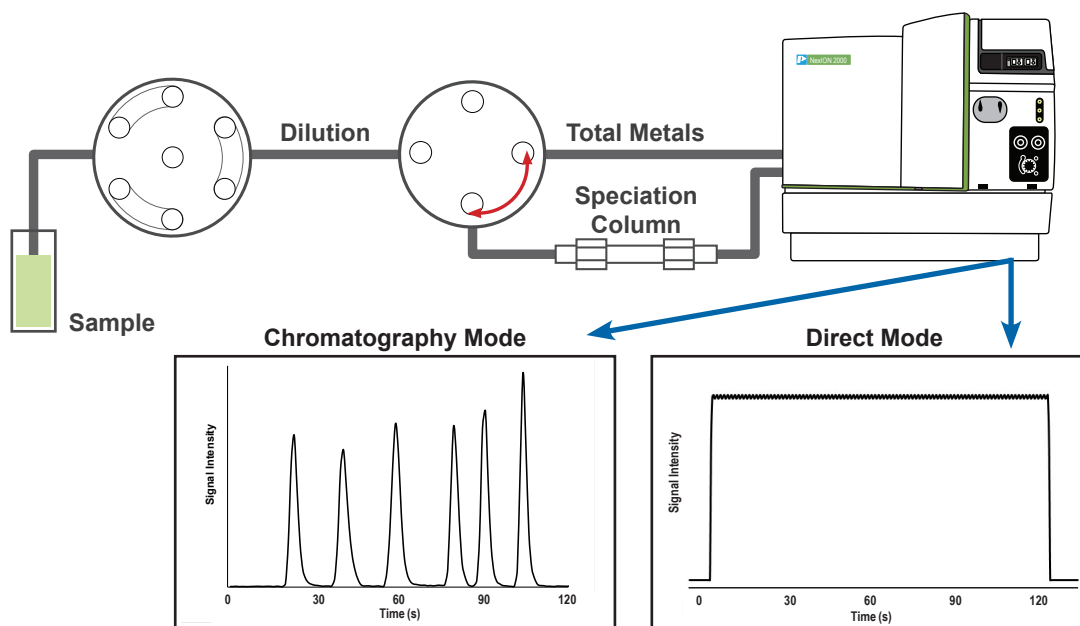 NexION 2000
Dilution
Total Metals
Speciation
Column
Sample
Chromatography Mode
Signal Intensity
0 30 60 90 120
Time (s)
Direct Mode
Signal Intensity
0 30 60 90 120
Time (s)